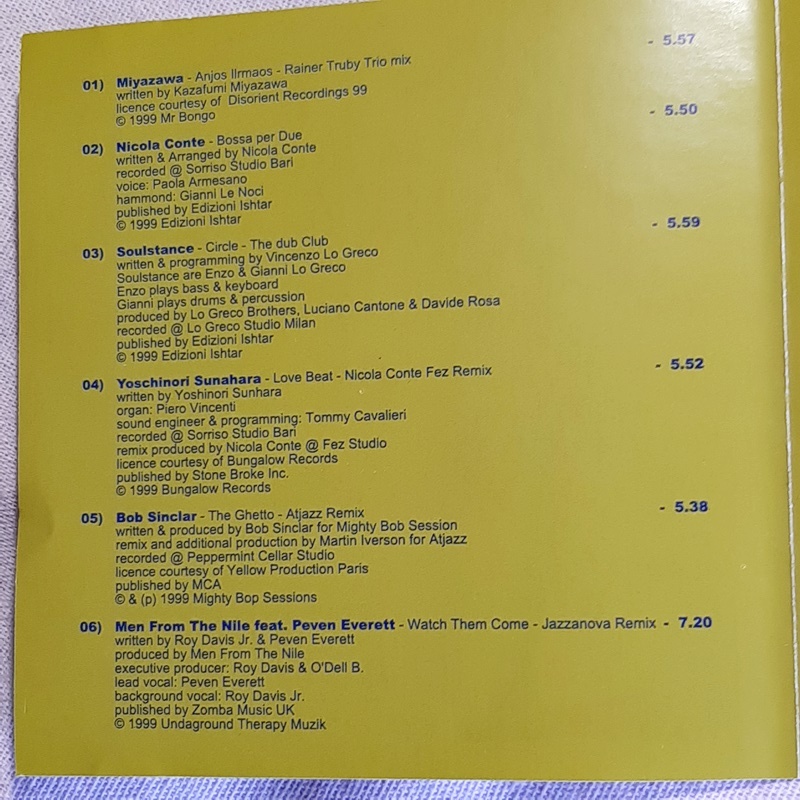 01) Miyazawa - Anjos IIrmaos - Rainer Truby Trio mix - 5.57
written by Kazafumi Miyazawa
licence courtesy of Disorient Recordings 99
© 1999 Mr Bongo
02) Nicola Conte - Bossa per Due - 5.50
written & Arranged by Nicola Conte
recorded @ Sorriso Studio Bari
voice: Paola Armesano
hammond: Gianni Le Noci
published by Edizioni Ishtar
© 1999 Edizioni Ishtar
03) Soulstance - Circle - The dub Club - 5.59
written & programming by Vincenzo Lo Greco
Soulstance are Enzo & Gianni Lo Greco
Enzo plays bass & keyboard
Gianni plays drums & percussion
produced by Lo Greco Brothers, Luciano Cantone & Davide Rosa
recorded @ Lo Greco Studio Milan
published by Edizioni Ishtar
© 1999 Edizioni Ishtar
04) Yoschinori Sunahara - Love Beat - Nicola Conte Fez Remix - 5.52
written by Yoshinori Sunhara
organ: Piero Vincenti
sound engineer & programming: Tommy Cavalieri
recorded @ Sorriso Studio Bari
remix produced by Nicola Conte @ Fez Studio
licence courtesy of Bungalow Records
published by Stone Broke Inc.
© 1999 Bungalow Records
05) Bob Sinclar - The Ghetto - Atjazz Remix - 5.38
written & produced by Bob Sinclar for Mighty Bob Session
remix and additional production by Martin Iverson for Atjazz
recorded @ Peppermint Cellar Studio
licence courtesy of Yellow Production Paris
published by MCA
© & (p) 1999 Mighty Bop Sessions
06) Men From The Nile feat. Peven Everett - Watch Them Come - Jazzanova Remix - 7.20
written by Roy Davis Jr. & Peven Everett
produced by Men From The Nile
executive producer: Roy Davis & O'Dell B.
lead vocal: Peven Everett
background vocal: Roy Davis Jr.
published by Zomba Music UK
© 1999 Undaground Therapy Muzik